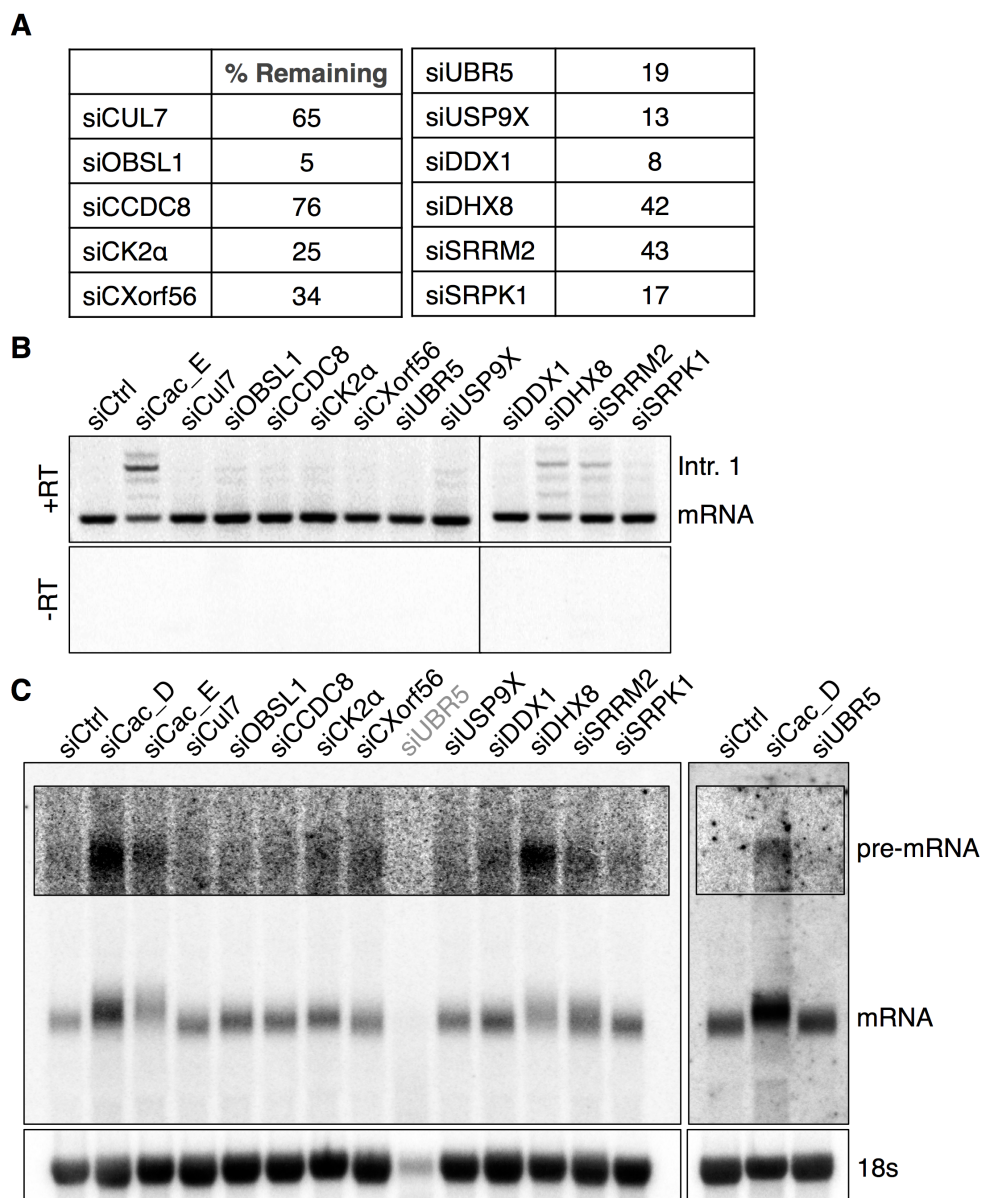 A
% Remaining
siCUL7 65
siOBSL1 5
siCCDC8 76
siCK2α 25
siCXorf56 34
siUBR5 19
siUSP9X 13
siDDX1 8
siDHX8 42
siSRRM2 43
siSRPK1 17
B
siCtrl siCac_E siCul7 siOBSL1 siCCDC8 siCK2α siCXorf56 siUBR5 siUSP9X siDDX1 siDHX8 siSRRM2 siSRPK1
+RT
Intr. 1
mRNA
-RT
C
siCtrl siCac_D siCac_E siCul7 siOBSL1 siCCDC8 siCK2α siCXorf56 siUBR5 siUSP9X siDDX1 siDHX8 siSRRM2 siSRPK1 siCtrl siCac_D siUBR5
pre-mRNA
mRNA
18s